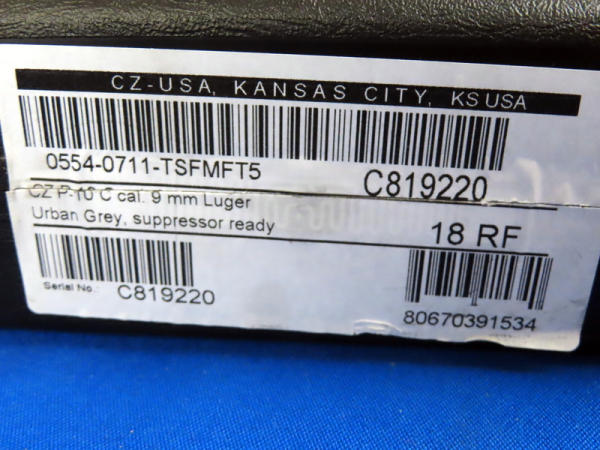 CZ-USA, KANSAS CITY, KS USA
0554-0711-TSFMFT5 C819220
CZ P-10 C cal. 9 mm Luger
Urban Grey, suppressor ready 18 RF
Serial No.: C819220
80670391534